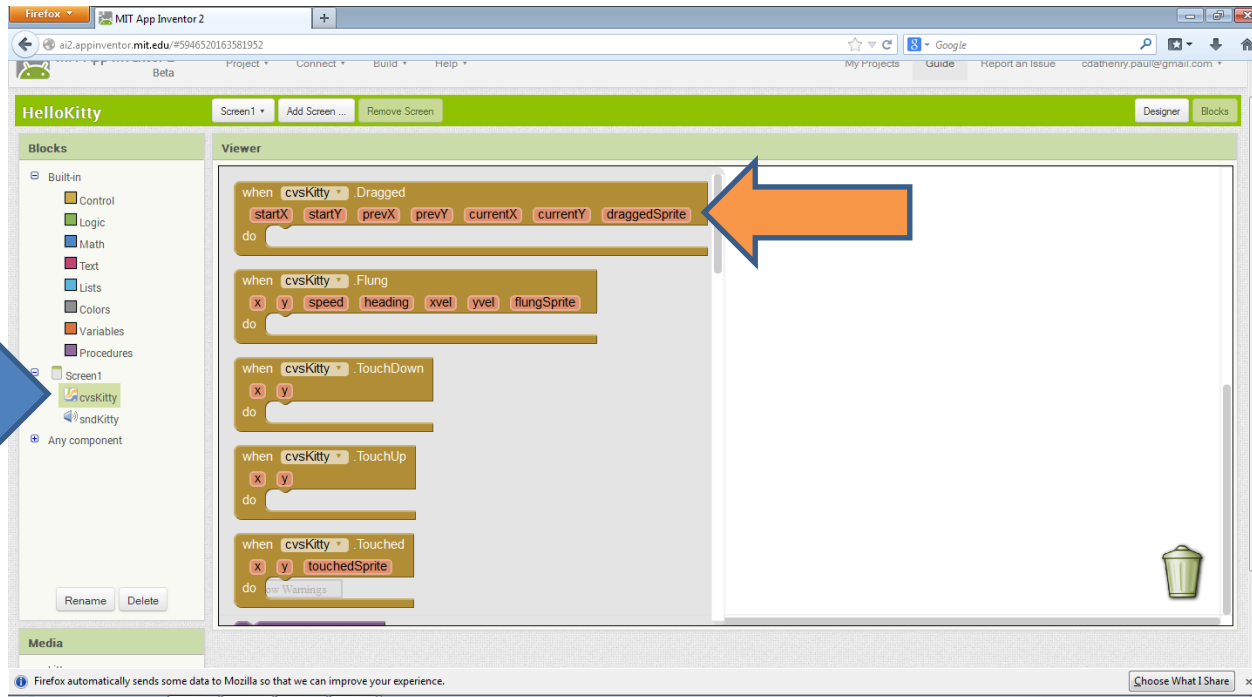 Firefox
MIT App Inventor 2
+
ai2.appinventor.mit.edu/#5946520163581952
Google
Beta
Project Connect Build Help
My Projects Guide Report an Issue cdathenry.paul@gmail.com
HelloKitty
Screen1 Add Screen ... Remove Screen
Designer Blocks
Blocks
Viewer
Built-in
Control
Logic
Math
Text
Lists
Colors
Variables
Procedures
Screen1
cvsKitty
sndKitty
Any component
Rename Delete
Media
when cvsKitty .Dragged
startX startY prevX prevY currentX currentY draggedSprite
do
when cvsKitty .Flung
x y speed heading xvel yvel flungSprite
do
when cvsKitty .TouchDown
x y
do
when cvsKitty .TouchUp
x y
do
when cvsKitty .Touched
x y touchedSprite
do Warnings
Firefox automatically sends some data to Mozilla so that we can improve your experience.
Choose What I Share x